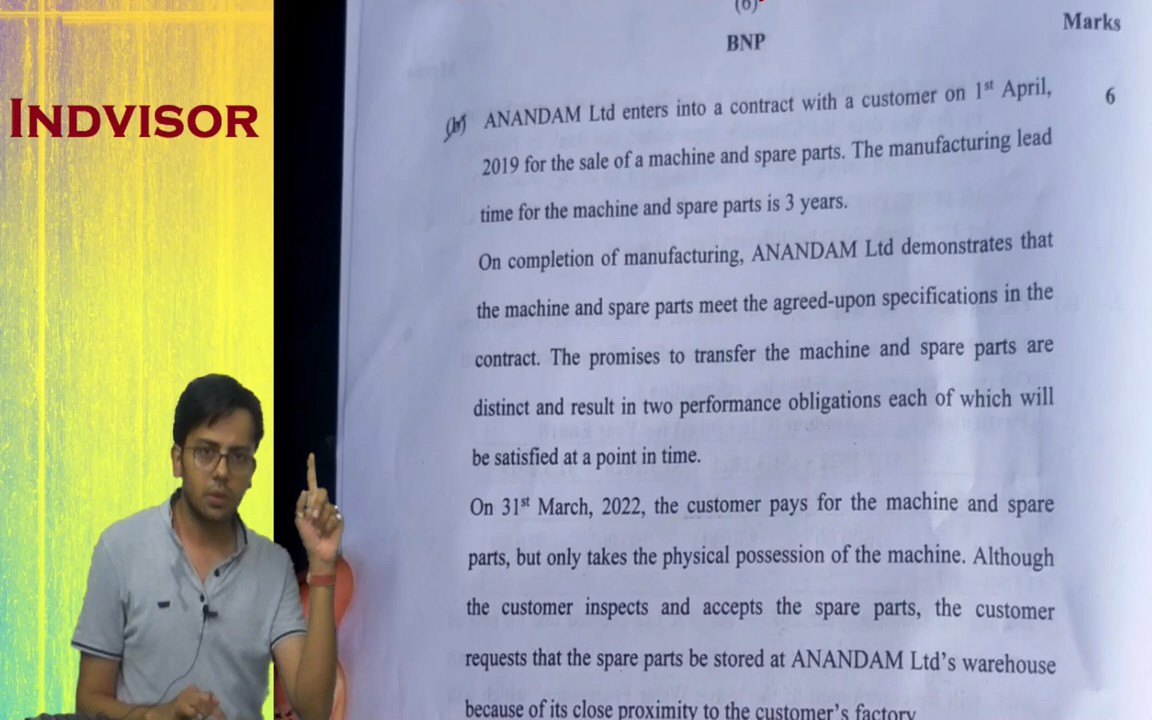 INDVISOR
(6)
BNP
Marks
(b) ANANDAM Ltd enters into a contract with a customer on 1st April, 6
2019 for the sale of a machine and spare parts. The manufacturing lead
time for the machine and spare parts is 3 years.
On completion of manufacturing, ANANDAM Ltd demonstrates that
the machine and spare parts meet the agreed-upon specifications in the
contract. The promises to transfer the machine and spare parts are
distinct and result in two performance obligations each of which will
be satisfied at a point in time.
On 31st March, 2022, the customer pays for the machine and spare
parts, but only takes the physical possession of the machine. Although
the customer inspects and accepts the spare parts, the customer
requests that the spare parts be stored at ANANDAM Ltd's warehouse
because of its close proximity to the customer's factory